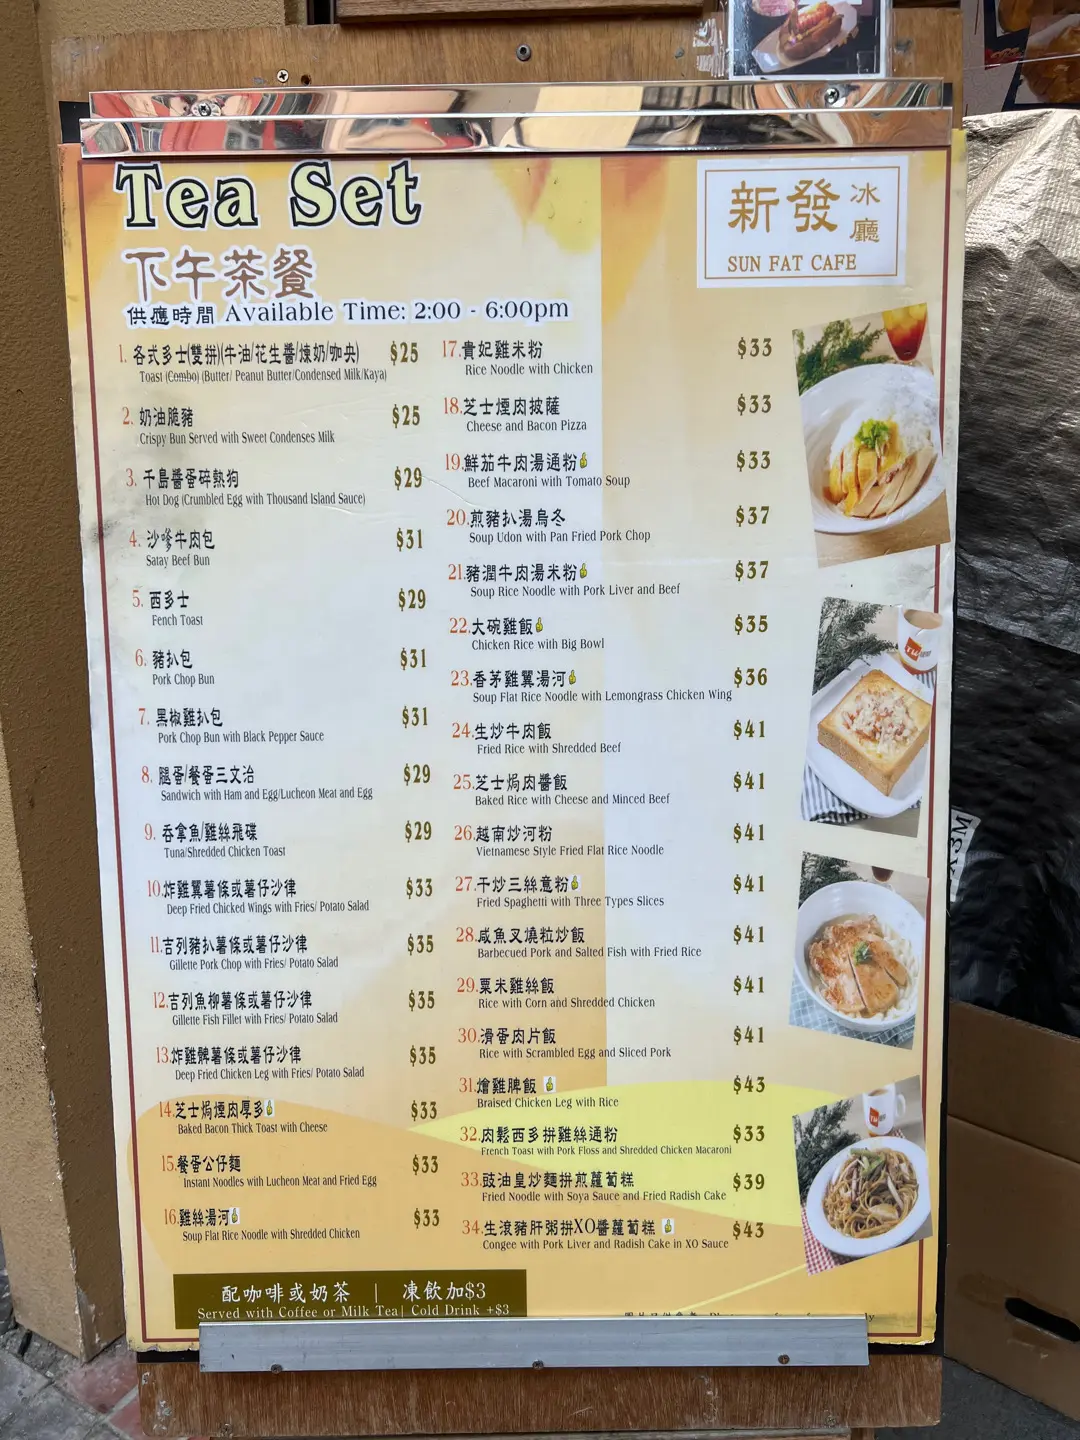 Tea Set
下午茶餐
供應時間 Available Time: 2:00 - 6:00pm
新發冰廳
SUN FAT CAFE
1. 各式多士(雙拼)(牛油/花生醬/煉奶/咖央) $25
Toast (Combo) (Butter/ Peanut Butter/Condensed Milk/Kaya)
2. 奶油脆豬 $25
Crispy Bun Served with Sweet Condenses Milk
3. 千島醬蛋碎熱狗 $29
Hot Dog (Crumbled Egg with Thousand Island Sauce)
4. 沙嗲牛肉包 $31
Satay Beef Bun
5. 西多士 $29
Fench Toast
6. 豬扒包 $31
Pork Chop Bun
7. 黑椒雞扒包 $31
Pork Chop Bun with Black Pepper Sauce
8. 腿蛋/餐蛋三文治 $29
Sandwich with Ham and Egg/Lucheon Meat and Egg
9. 吞拿魚/雞絲飛碟 $29
Tuna/Shredded Chicken Toast
10.炸雞翼薯條或薯仔沙律 $33
Deep Fried Chicked Wings with Fries/ Potato Salad
11.吉列豬扒薯條或薯仔沙律 $35
Gillette Pork Chop with Fries/ Potato Salad
12.吉列魚柳薯條或薯仔沙律 $35
Gillette Fish Fillet with Fries/ Potato Salad
13.炸雞髀薯條或薯仔沙律 $35
Deep Fried Chicken Leg with Fries/ Potato Salad
14.芝士焗煙肉厚多 $33
Baked Bacon Thick Toast with Cheese
15.餐蛋公仔麵 $33
Instant Noodles with Lucheon Meat and Fried Egg
16.雞絲湯河 $33
Soup Flat Rice Noodle with Shredded Chicken
17.貴妃雞米粉 $33
Rice Noodle with Chicken
18.芝士煙肉披薩 $33
Cheese and Bacon Pizza
19.鮮茄牛肉湯通粉 $33
Beef Macaroni with Tomato Soup
20.煎豬扒湯烏冬 $37
Soup Udon with Pan Fried Pork Chop
21.豬潤牛肉湯米粉 $37
Soup Rice Noodle with Pork Liver and Beef
22.大碗雞飯 $35
Chicken Rice with Big Bowl
23.香茅雞翼湯河 $36
Soup Flat Rice Noodle with Lemongrass Chicken Wing
24.生炒牛肉飯 $41
Fried Rice with Shredded Beef
25.芝士焗肉醬飯 $41
Baked Rice with Cheese and Minced Beef
26.越南炒河粉 $41
Vietnamese Style Fried Flat Rice Noodle
27.干炒三絲意粉 $41
Fried Spaghetti with Three Types Slices
28.咸魚叉燒粒炒飯 $41
Barbecued Pork and Salted Fish with Fried Rice
29.粟米雞絲飯 $41
Rice with Corn and Shredded Chicken
30.滑蛋肉片飯 $41
Rice with Scrambled Egg and Sliced Pork
31.燴雞脾飯 $43
Braised Chicken Leg with Rice
32.肉鬆西多拼雞絲通粉 $33
French Toast with Pork Floss and Shredded Chicken Macaroni
33.豉油皇炒麵拼煎蘿蔔糕 $39
Fried Noodle with Soya Sauce and Fried Radish Cake
34.生滾豬肝粥拼XO醬蘿蔔糕 $43
Congee with Pork Liver and Radish Cake in XO Sauce
配咖啡或奶茶 | 凍飲加$3
Served with Coffee or Milk Tea| Cold Drink +$3